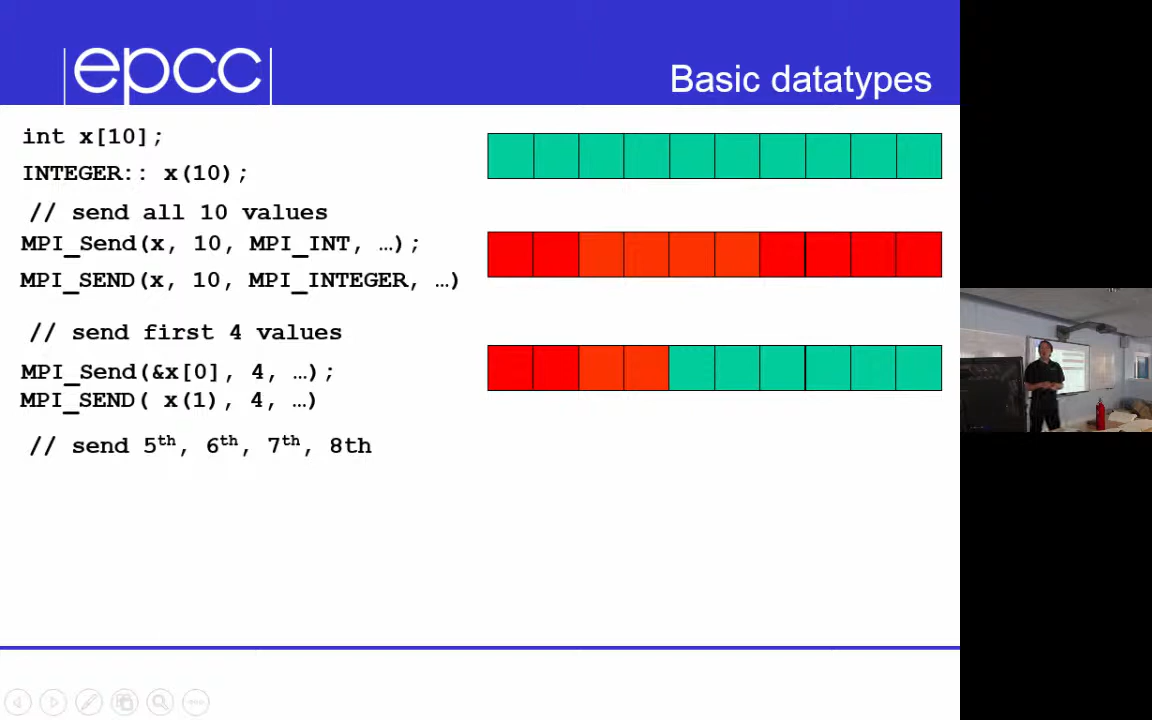 epcc
Basic datatypes
int x[10];
INTEGER:: x(10);
// send all 10 values
MPI_Send(x, 10, MPI_INT, …);
MPI_SEND(x, 10, MPI_INTEGER, …)
// send first 4 values
MPI_Send(&x[0], 4, …);
MPI_SEND( x(1), 4, …)
// send 5th, 6th, 7th, 8th